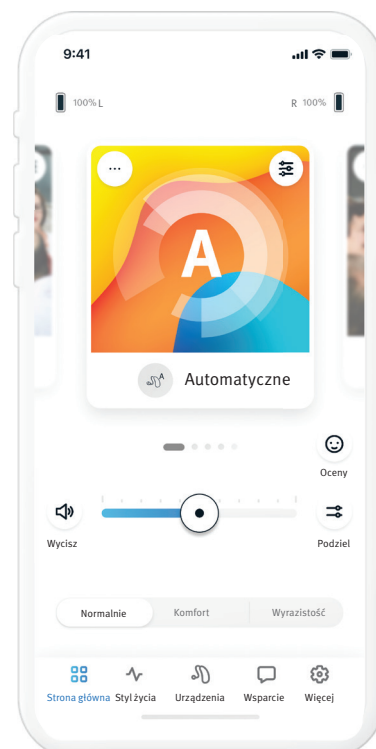 9:41
100% L
R 100%
A
A
Automatyczne
Oceny
Wycisz
Podziel
Normalnie
Komfort
Wyrazistość
Strona główna
Styl życia
Urządzenia
Wsparcie
Więcej